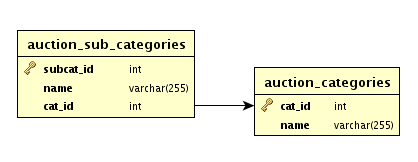 auction_sub_categories
subcat_id int
name varchar(255)
cat_id int
auction_categories
cat_id int
name varchar(255)